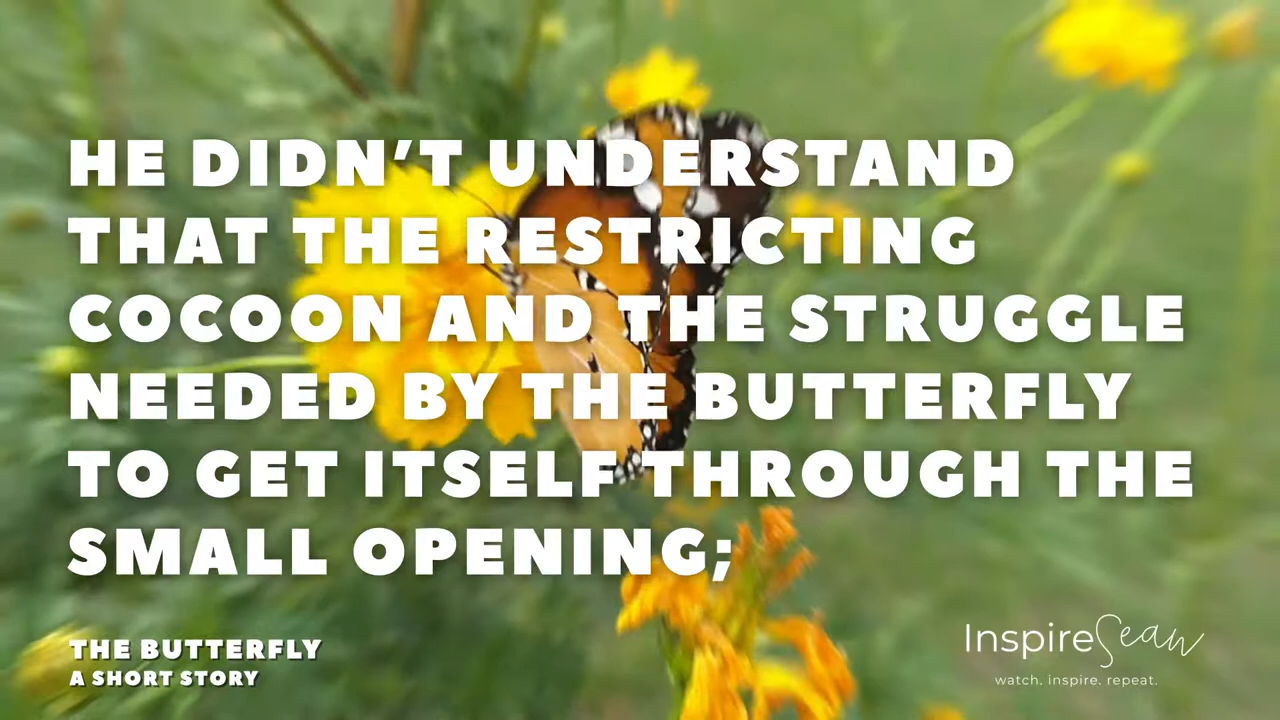 HE DIDN’T UNDERSTAND
THAT THE RESTRICTING
COCOON AND THE STRUGGLE
NEEDED BY THE BUTTERFLY
TO GET ITSELF THROUGH THE
SMALL OPENING;
THE BUTTERFLY
A SHORT STORY
InspireSean
watch. inspire. repeat.